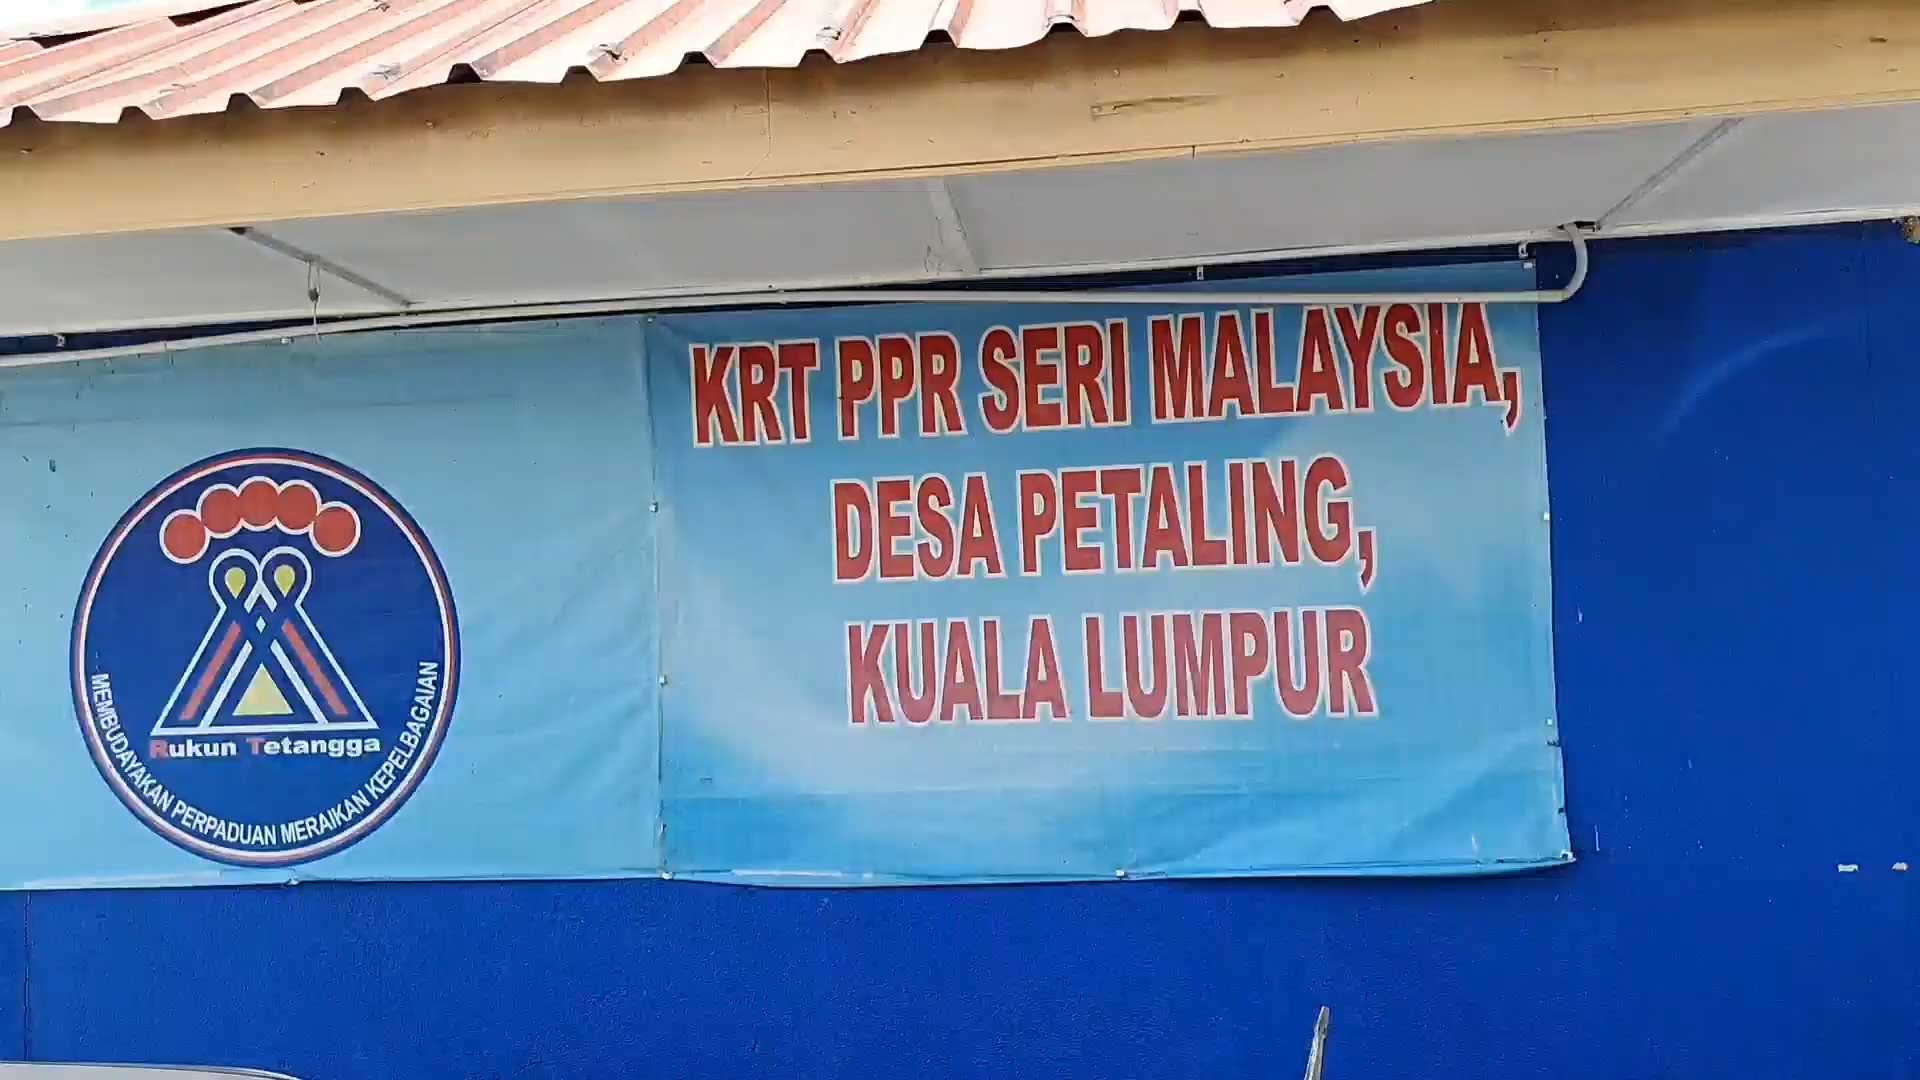 KRT PPR SERI MALAYSIA,
DESA PETALING,
KUALA LUMPUR
Rukun Tetangga
MEMBUDAYAKAN PERPADUAN MERAIKAN KEPELBAGAIAN